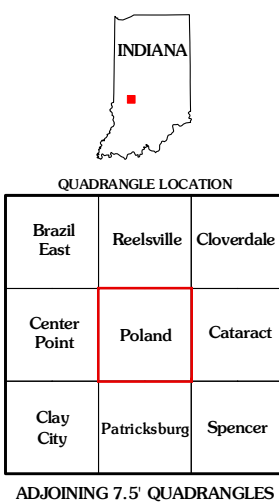 INDIANA
QUADRANGLE LOCATION
Brazil
East
Reelsville
Cloverdale
Center
Point
Poland
Cataract
Clay
City
Patricksburg
Spencer
ADJOINING 7.5' QUADRANGLES